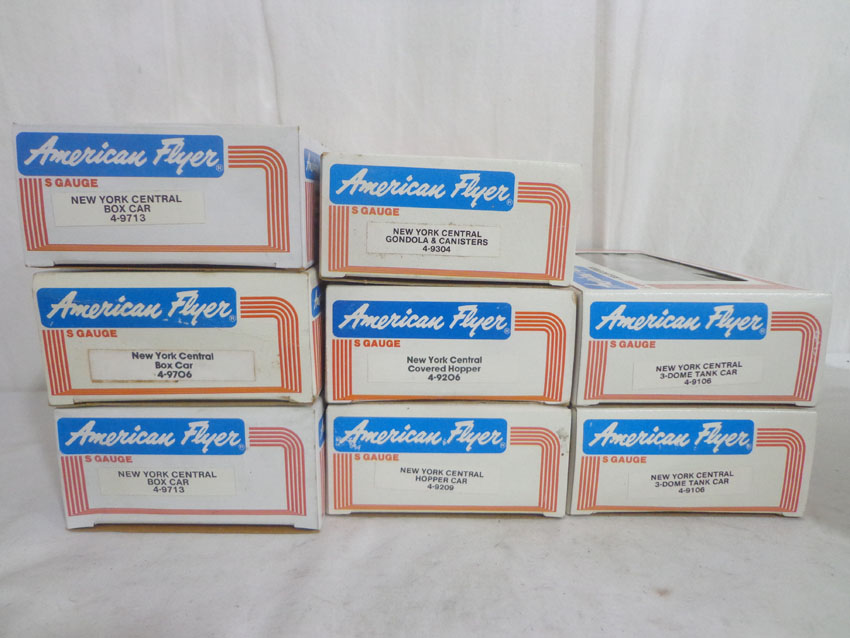 American Flyer®
S GAUGE
NEW YORK CENTRAL
BOX CAR
4-9713
American Flyer®
S GAUGE
New York Central
Box Car
4-9706
American Flyer®
S GAUGE
NEW YORK CENTRAL
BOX CAR
4-9713
American Flyer®
S GAUGE
NEW YORK CENTRAL
GONDOLA & CANISTERS
4-9304
American Flyer®
S GAUGE
New York Central
Covered Hopper
4-9206
American Flyer®
S GAUGE
NEW YORK CENTRAL
HOPPER CAR
4-9209
American Flyer®
S GAUGE
NEW YORK CENTRAL
3-DOME TANK CAR
4-9106
American Flyer®
S GAUGE
NEW YORK CENTRAL
3-DOME TANK CAR
4-9106